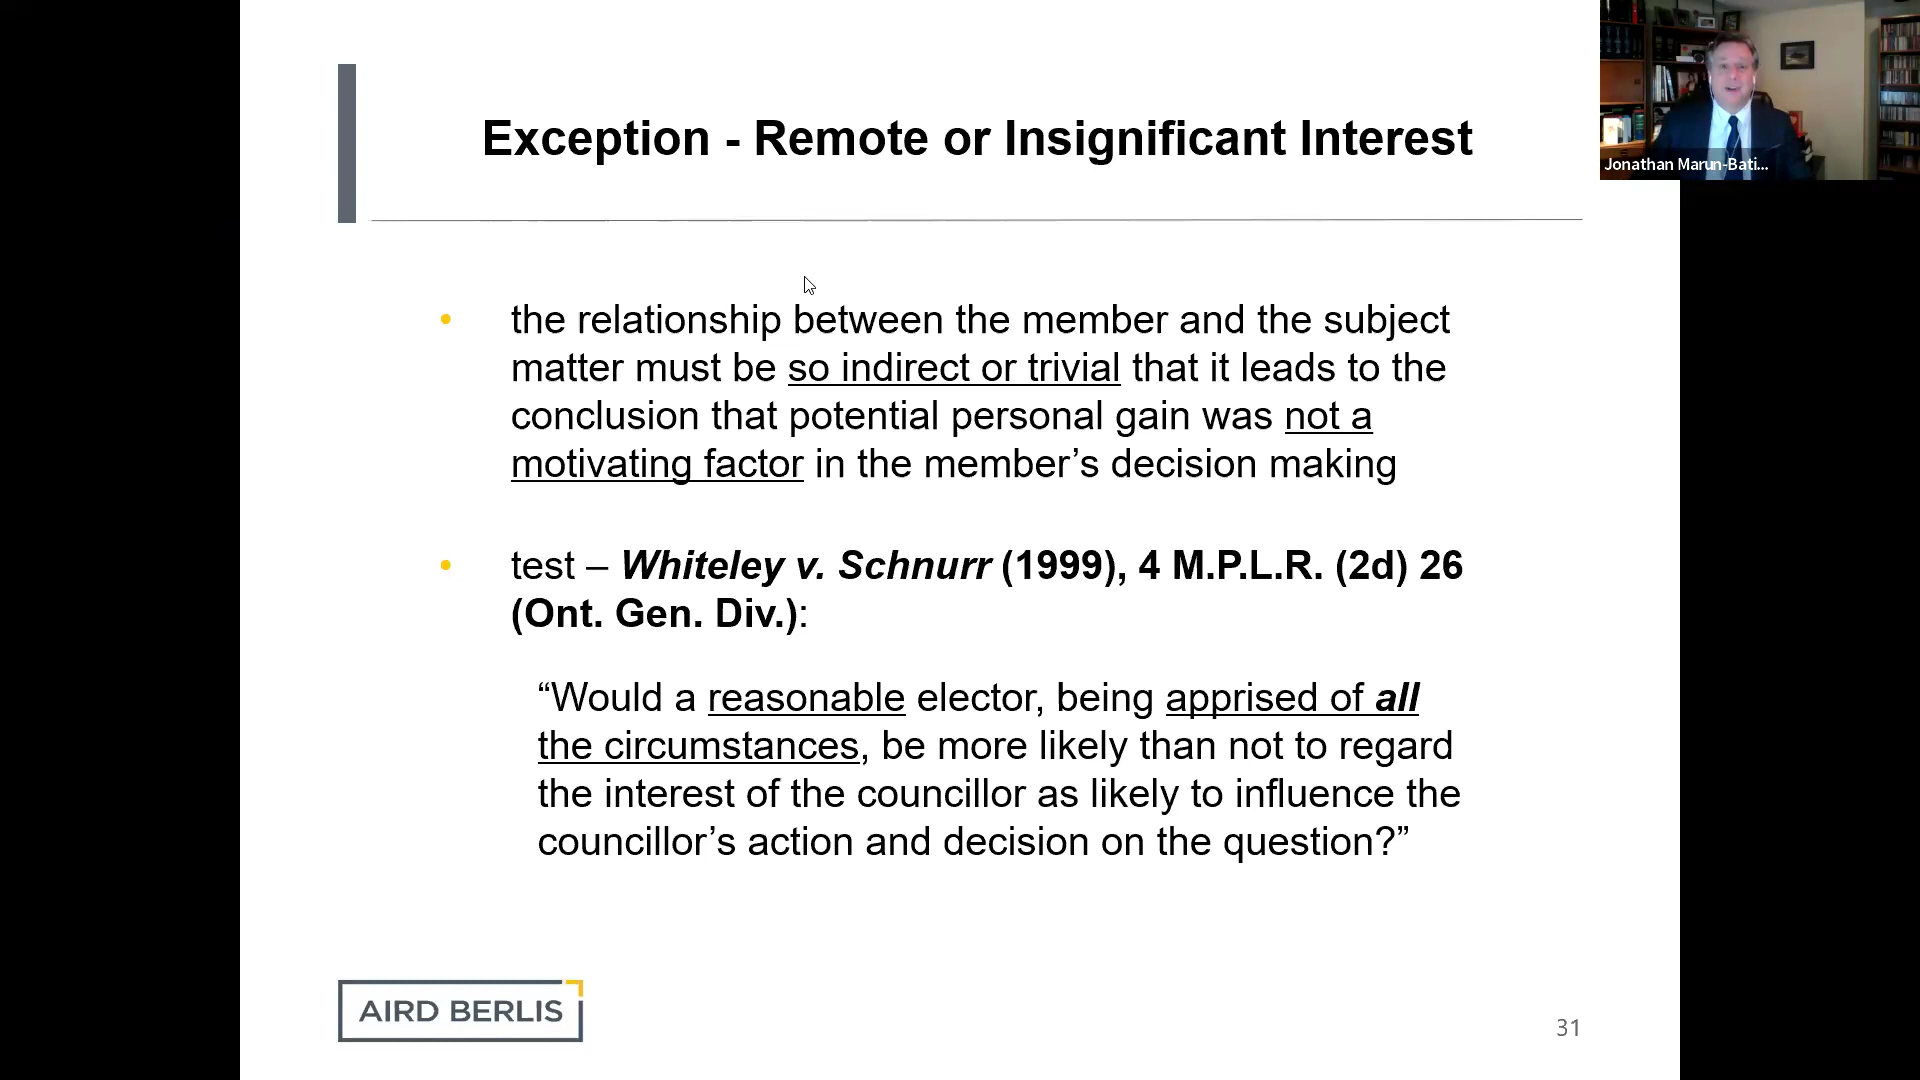 Exception - Remote or Insignificant Interest
Jonathan Marun-Bati...
• the relationship between the member and the subject
matter must be so indirect or trivial that it leads to the
conclusion that potential personal gain was not a
motivating factor in the member’s decision making
• test – Whiteley v. Schnurr (1999), 4 M.P.L.R. (2d) 26
(Ont. Gen. Div.):
“Would a reasonable elector, being apprised of all
the circumstances, be more likely than not to regard
the interest of the councillor as likely to influence the
councillor’s action and decision on the question?”
AIRD BERLIS
31